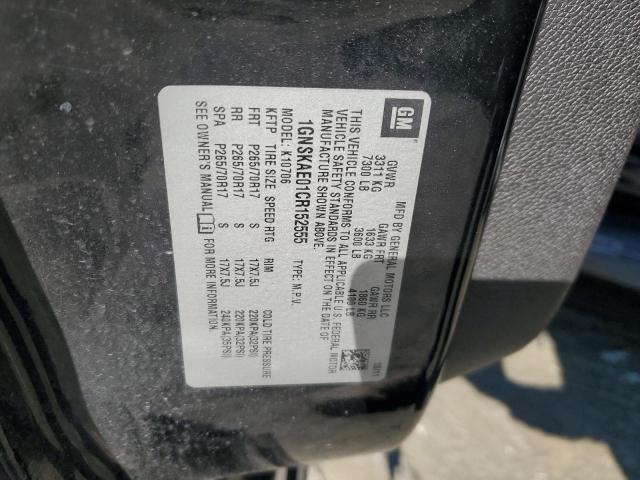 GM
MFD BY GENERAL MOTORS LLC
GVWR GAWR FRT GAWR RR
3311 KG 1633 KG 1860 KG
7300 LB 3600 LB 4100 LB
THIS VEHICLE CONFORMS TO ALL APPLICABLE U.S. FEDERAL MOTOR
VEHICLE SAFETY STANDARDS IN EFFECT ON THE DATE OF
MANUFACTURE SHOWN ABOVE.
1GNSKAE01CR152555 TYPE: M.P.V.
MODEL: K10706
KFTP TIRE SIZE SPEED RTG RIM COLD TIRE PRESSURE
FRT P265/70R17 S 17X7.5J 220KPA(32PSI)
RR P265/70R17 S 17X7.5J 220KPA(32PSI)
SPA P265/70R17 S 17X7.5J 240KPA(35PSI)
SEE OWNER'S MANUAL FOR MORE INFORMATION.